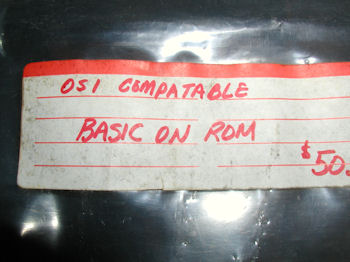 OSI COMPATABLE
BASIC ON ROM
$50.